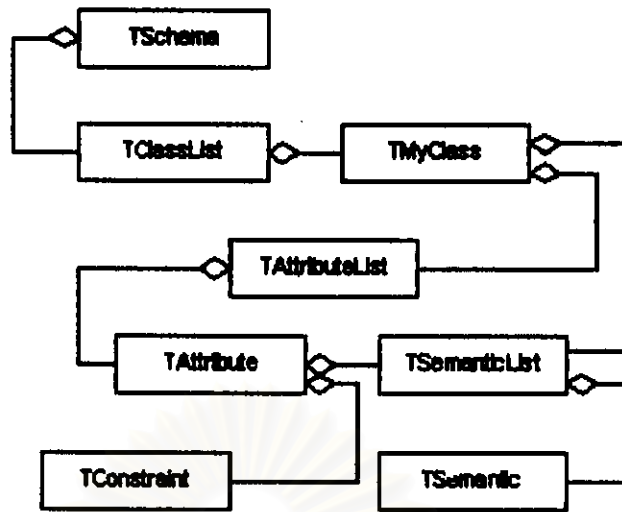 TSchema
TClassList
TMyClass
TAttributeList
TAttribute
TSemanticList
TConstraint
TSemantic